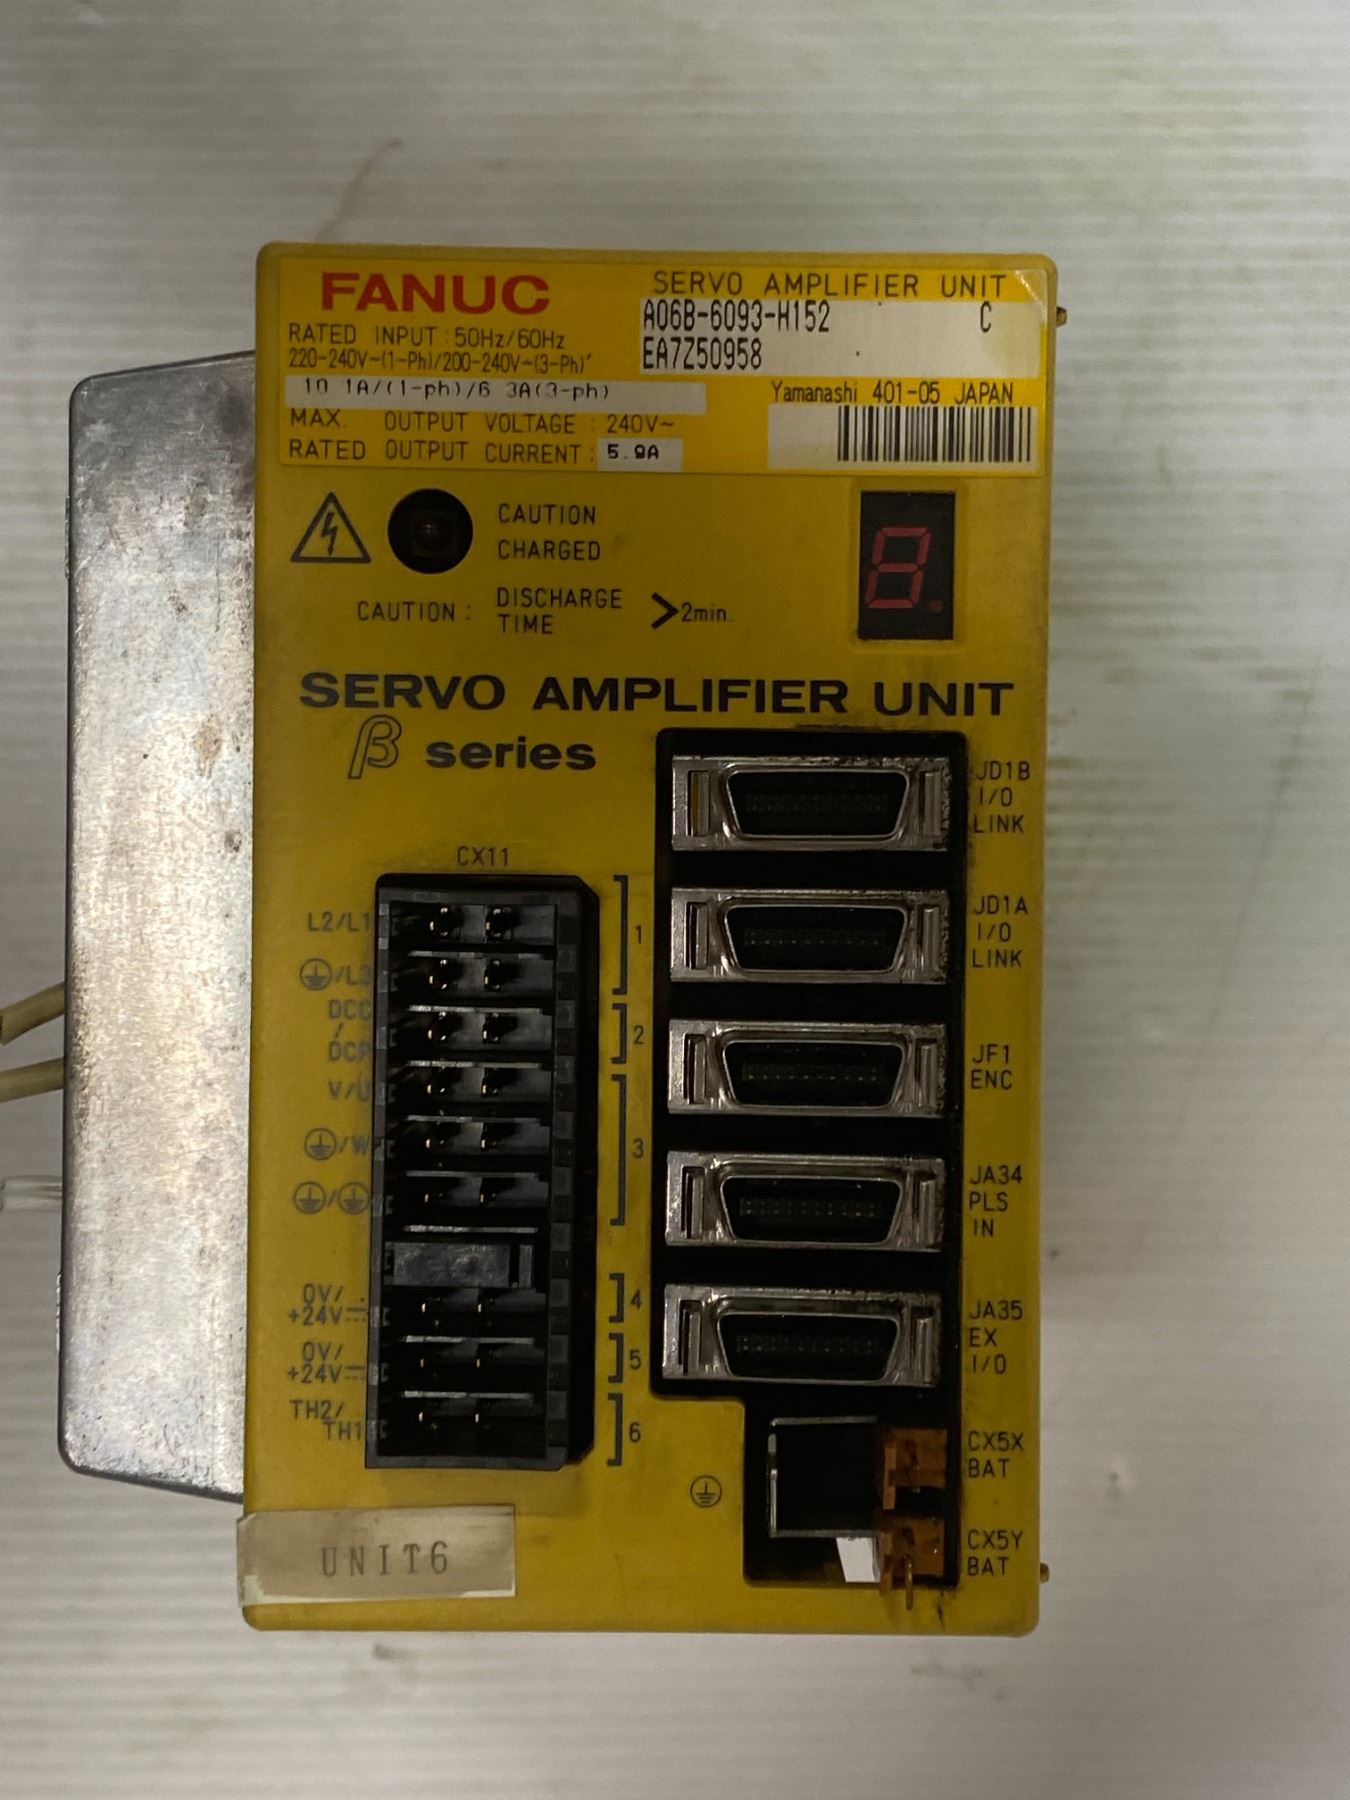 FANUC
SERVO AMPLIFIER UNIT
A06B-6093-H152 C
EA7Z50958
RATED INPUT : 50Hz/60Hz
220-240V~(1-Ph)/200-240V~(3-Ph)
10 1A/(1-ph)/6 3A(3-ph)
MAX. OUTPUT VOLTAGE : 240V~
RATED OUTPUT CURRENT : 5.9A
Yamanashi 401-05 JAPAN
CAUTION
CHARGED
CAUTION : DISCHARGE TIME >2min.
8.
SERVO AMPLIFIER UNIT
β series
CX11
L2/L1
/L3
DCC
/
DCP
V/U
/W
/
0V/
+24V
0V/
+24V
TH2/
TH1
1
2
3
4
5
6
JD1B
I/O
LINK
JD1A
I/O
LINK
JF1
ENC
JA34
PLS
IN
JA35
EX
I/O
CX5X
BAT
CX5Y
BAT
UNIT6